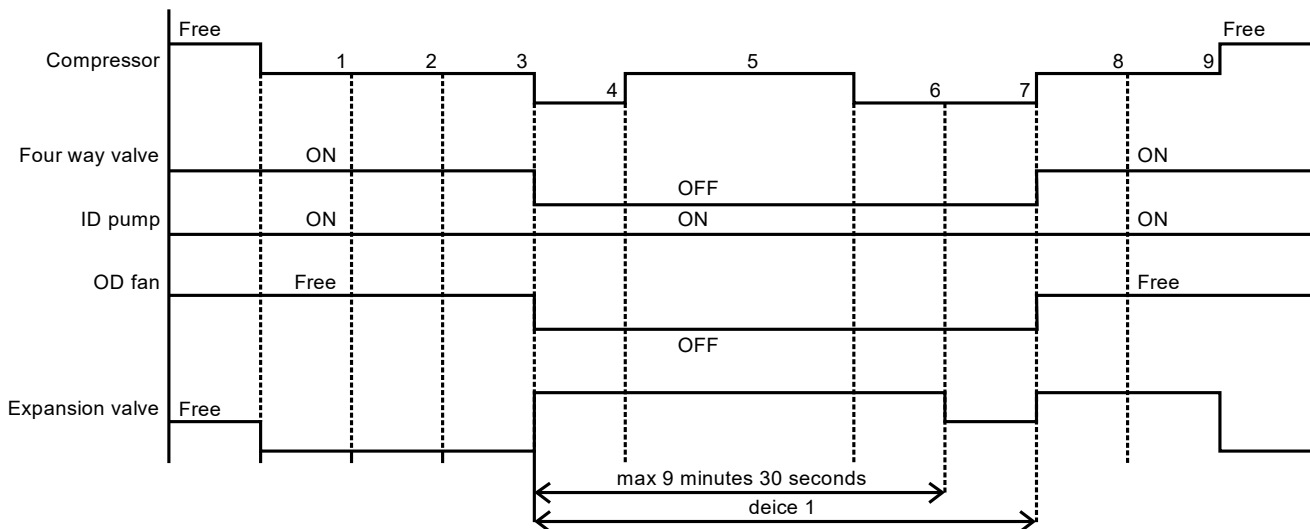 Free
Free
Compressor
1 2 3 4 5 6 7 8 9
Four way valve
ON
OFF
ON
ID pump
ON
ON
ON
OD fan
Free
OFF
Free
Expansion valve
Free
max 9 minutes 30 seconds
deice 1